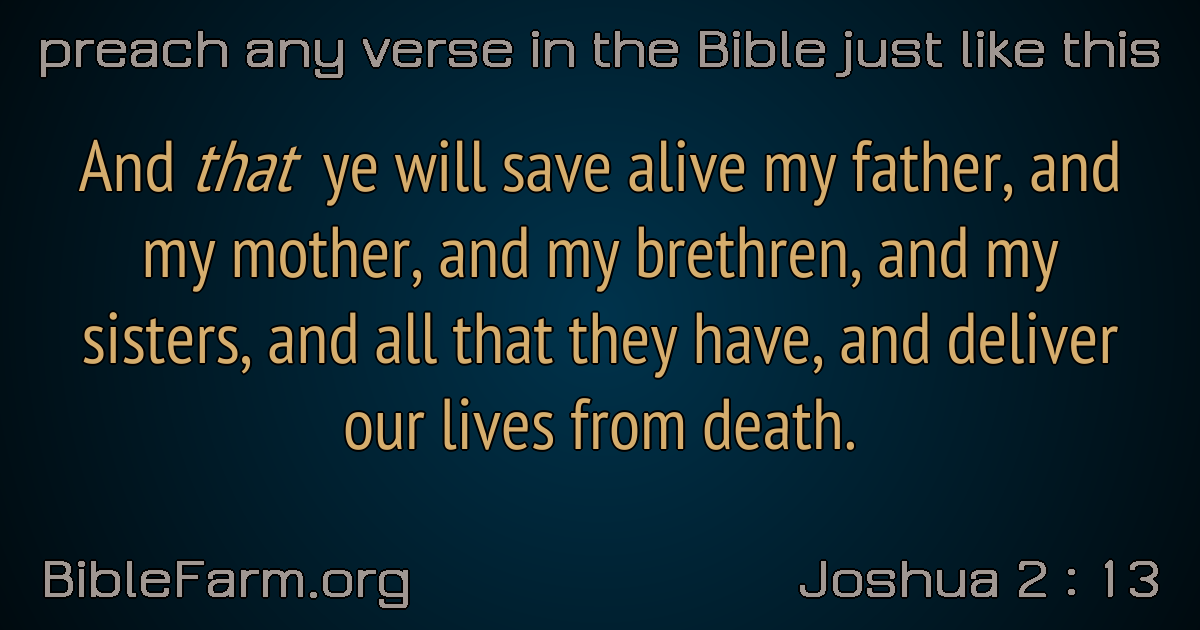 preach any verse in the Bible just like this
And that ye will save alive my father, and
my mother, and my brethren, and my
sisters, and all that they have, and deliver
our lives from death.
BibleFarm.org
Joshua 2 : 13